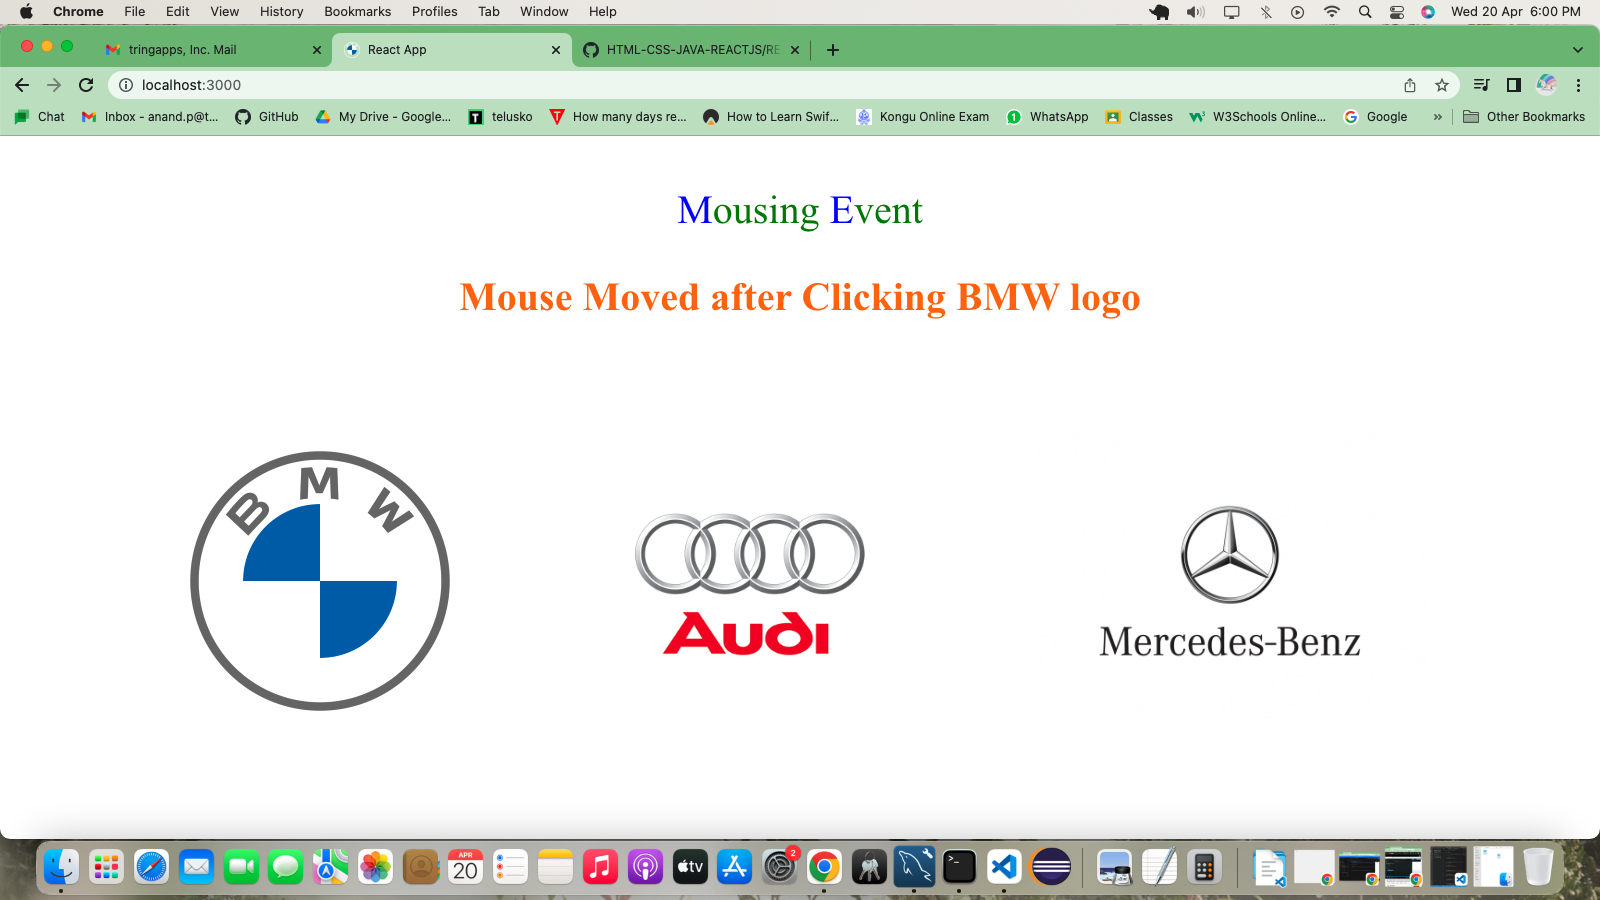 Chrome File Edit View History Bookmarks Profiles Tab Window Help Wed 20 Apr 6:00 PM
tringapps, Inc. Mail React App HTML-CSS-JAVA-REACTJS/RE
localhost:3000
Chat Inbox - anand.p@t... GitHub My Drive - Google... T telusko How many days re... How to Learn Swif... Kongu Online Exam 1 WhatsApp Classes W3Schools Online... Google » Other Bookmarks
Mousing Event
Mouse Moved after Clicking BMW logo
BMW
Audi
Mercedes-Benz
APR
20
tv
2